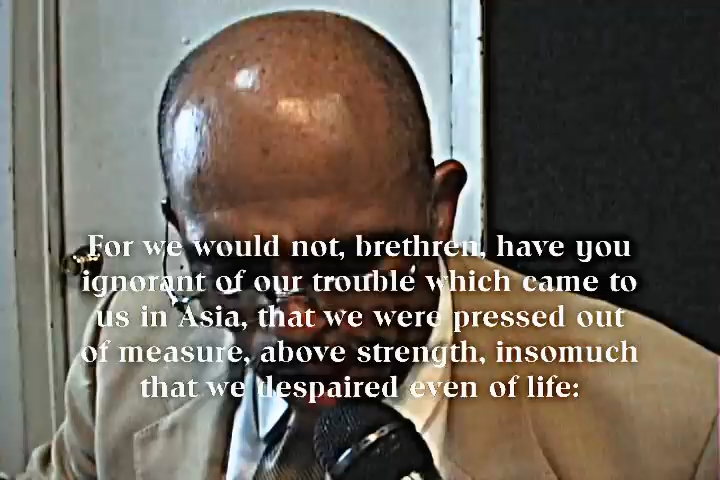 For we would not, brethren, have you
ignorant of our trouble which came to
us in Asia, that we were pressed out
of measure, above strength, insomuch
that we despaired even of life: